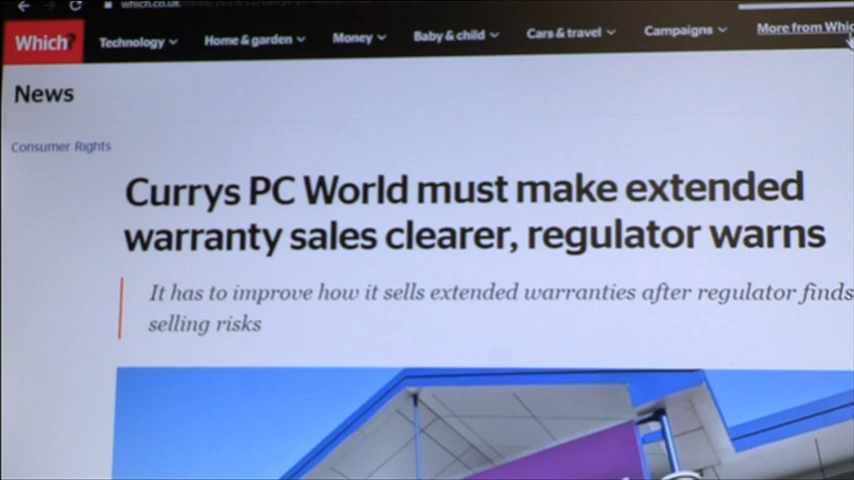 which.co.uk
Which?
Technology
Home & garden
Money
Baby & child
Cars & travel
Campaigns
More from Whic
News
Consumer Rights
Currys PC World must make extended
warranty sales clearer, regulator warns
It has to improve how it sells extended warranties after regulator finds
selling risks